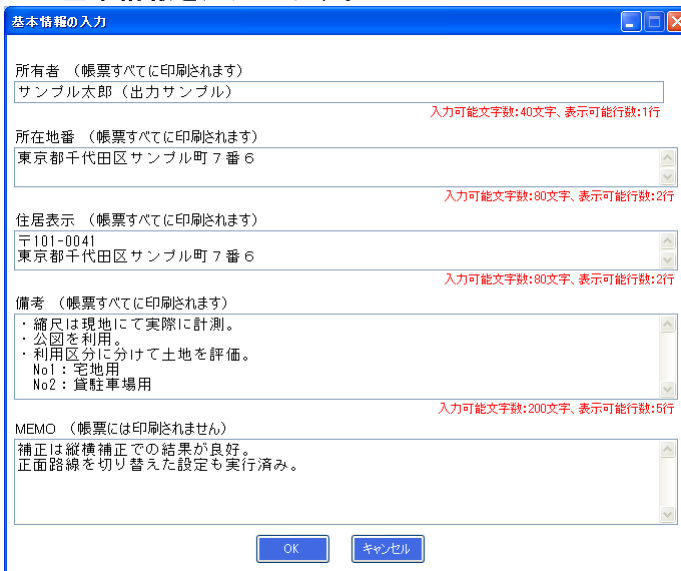 基本情報の入力
所有者 （帳票すべてに印刷されます）
サンプル太郎（出力サンプル）
入力可能文字数:40文字、表示可能行数:1行
所在地番 （帳票すべてに印刷されます）
東京都千代田区サンプル町７番６
入力可能文字数:80文字、表示可能行数:2行
住居表示 （帳票すべてに印刷されます）
〒101-0041
東京都千代田区サンプル町７番６
入力可能文字数:80文字、表示可能行数:2行
備考 （帳票すべてに印刷されます）
・縮尺は現地にて実際に計測。
・公図を利用。
・利用区分に分けて土地を評価。
No1：宅地用
No2：貸駐車場用
入力可能文字数:200文字、表示可能行数:5行
MEMO （帳票には印刷されません）
補正は縦横補正での結果が良好。
正面路線を切り替えた設定も実行済み。
OK キャンセル